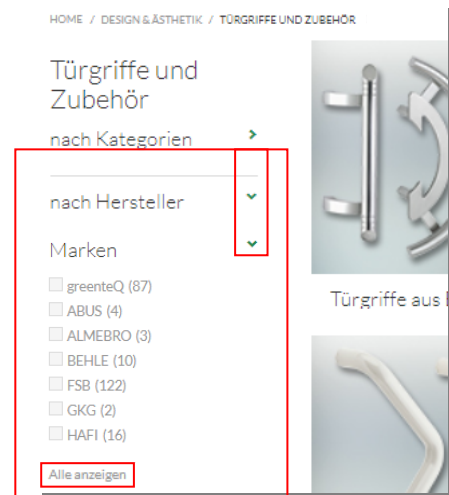 HOME / DESIGN & ÄSTHETIK / TÜRGRIFFE UND ZUBEHÖR
Türgriffe und
Zubehör
nach Kategorien
nach Hersteller
Marken
greenteQ (87)
ABUS (4)
ALMEBRO (3)
BEHLE (10)
FSB (122)
GKG (2)
HAFI (16)
Alle anzeigen
Türgriffe aus